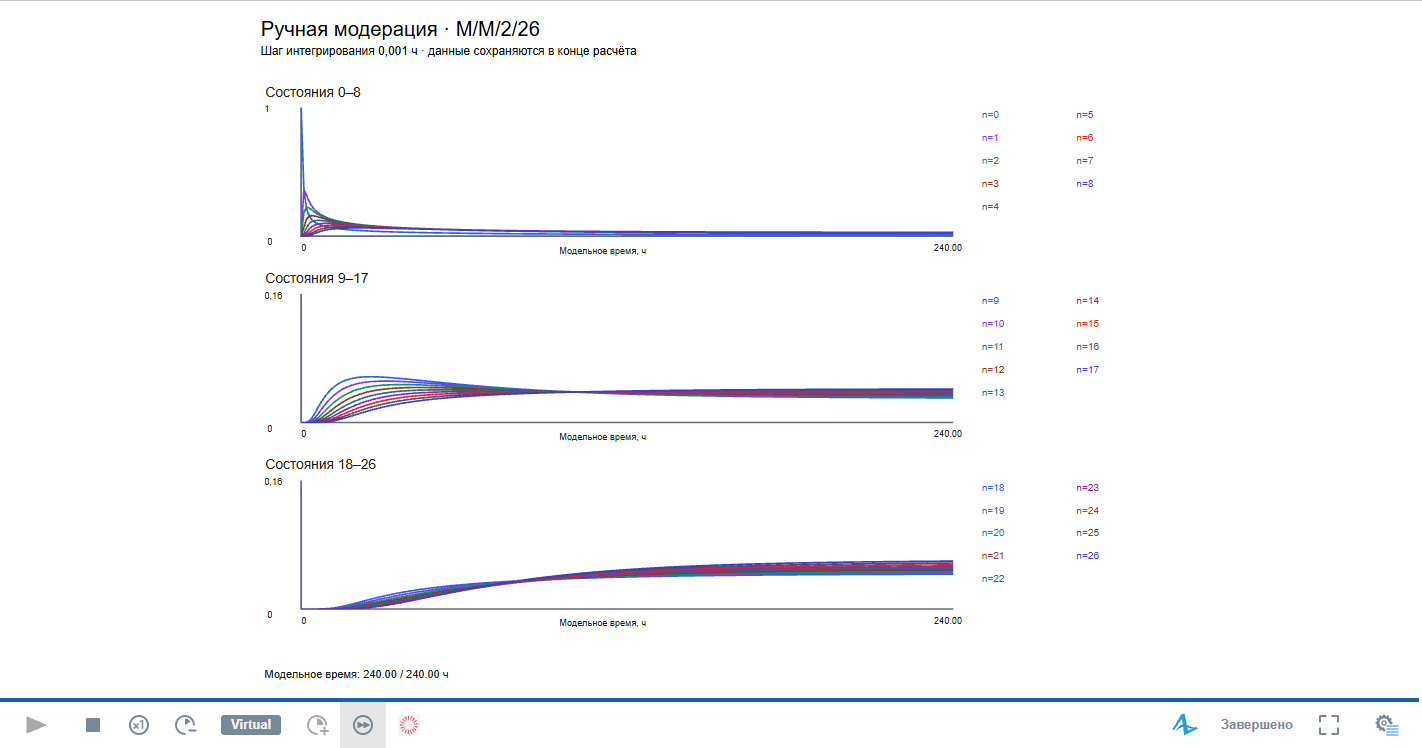 Ручная модерация · M/M/2/26
Шаг интегрирования 0,001 ч · данные сохраняются в конце расчёта
Состояния 0–8
1
0
0
Модельное время, ч
240.00
n=0
n=5
n=1
n=6
n=2
n=7
n=3
n=8
n=4
Состояния 9–17
0,16
0
0
Модельное время, ч
240.00
n=9
n=14
n=10
n=15
n=11
n=16
n=12
n=17
n=13
Состояния 18–26
0,16
0
0
Модельное время, ч
240.00
n=18
n=23
n=19
n=24
n=20
n=25
n=21
n=26
n=22
Модельное время: 240.00 / 240.00 ч
x1
Virtual
Завершено